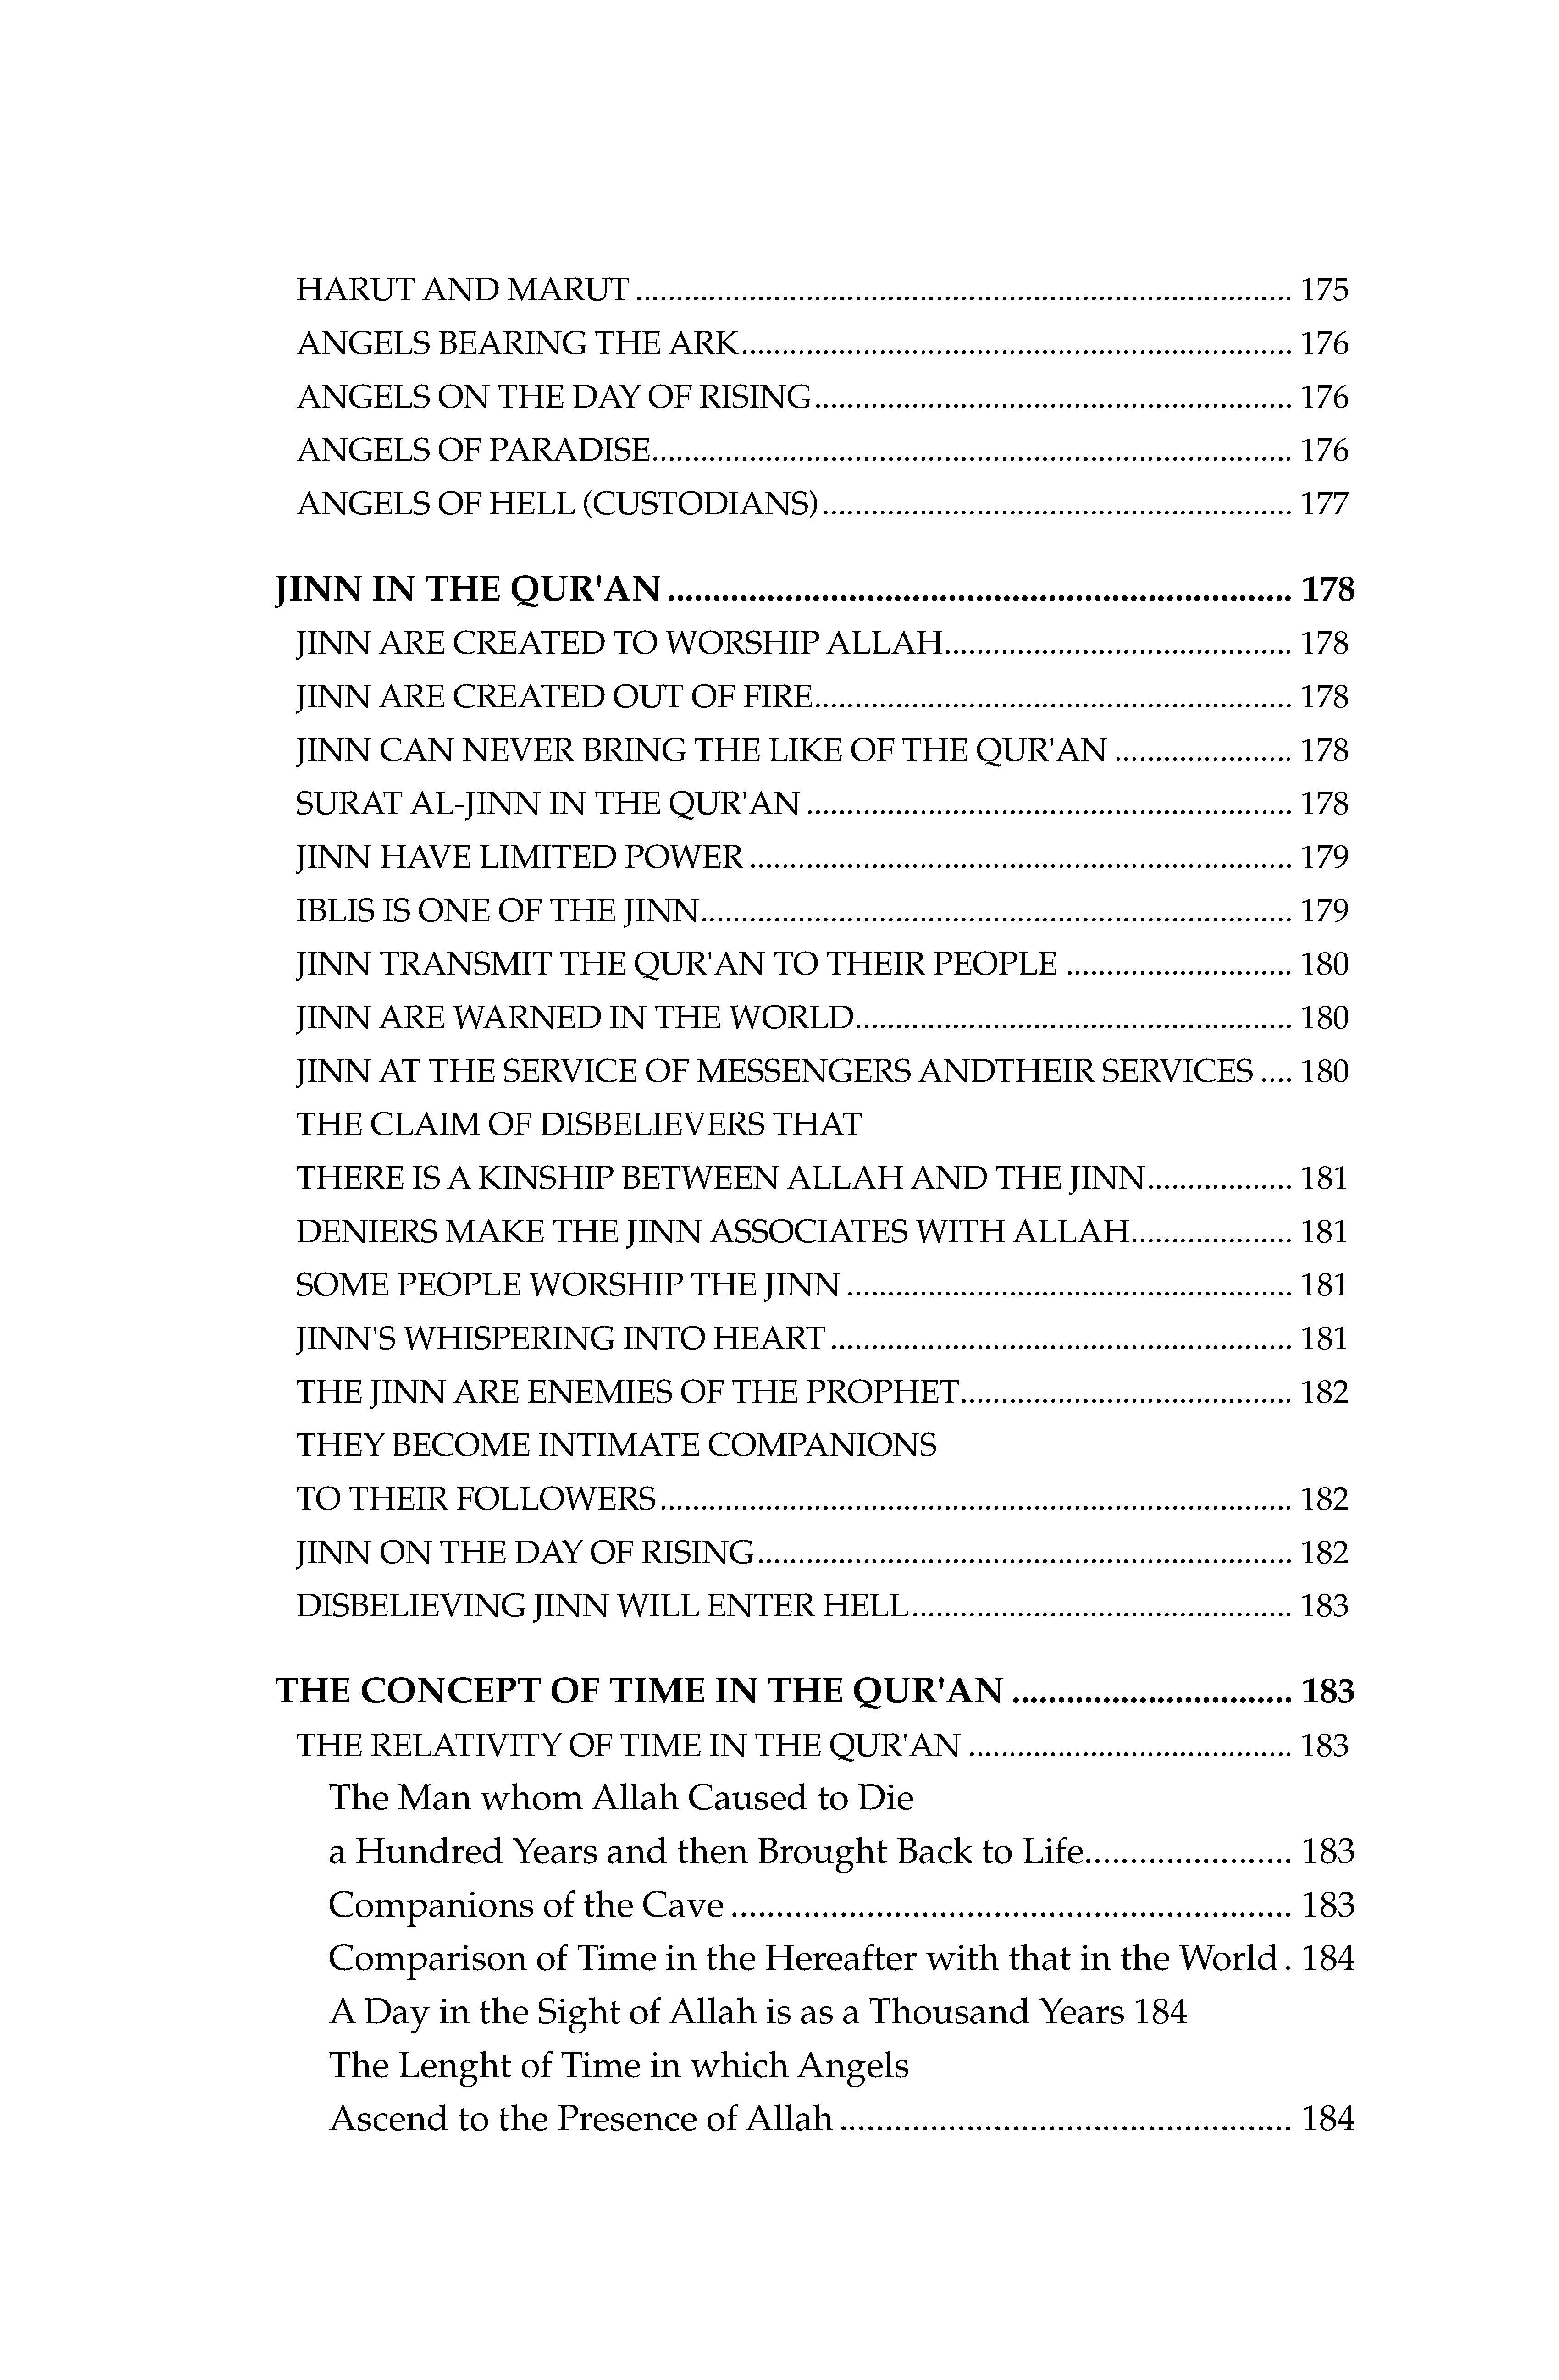 HARUT AND MARUT ................................................................................. 175
ANGELS BEARING THE ARK.................................................................... 176
ANGELS ON THE DAY OF RISING........................................................... 176
ANGELS OF PARADISE............................................................................... 176
ANGELS OF HELL (CUSTODIANS).......................................................... 177
JINN IN THE QUR'AN ..................................................................... 178
JINN ARE CREATED TO WORSHIP ALLAH........................................... 178
JINN ARE CREATED OUT OF FIRE........................................................... 178
JINN CAN NEVER BRING THE LIKE OF THE QUR'AN ...................... 178
SURAT AL-JINN IN THE QUR'AN ............................................................ 178
JINN HAVE LIMITED POWER ................................................................... 179
IBLIS IS ONE OF THE JINN......................................................................... 179
JINN TRANSMIT THE QUR'AN TO THEIR PEOPLE ............................ 180
JINN ARE WARNED IN THE WORLD...................................................... 180
JINN AT THE SERVICE OF MESSENGERS ANDTHEIR SERVICES .... 180
THE CLAIM OF DISBELIEVERS THAT
THERE IS A KINSHIP BETWEEN ALLAH AND THE JINN.................. 181
DENIERS MAKE THE JINN ASSOCIATES WITH ALLAH.................... 181
SOME PEOPLE WORSHIP THE JINN ....................................................... 181
JINN'S WHISPERING INTO HEART ......................................................... 181
THE JINN ARE ENEMIES OF THE PROPHET......................................... 182
THEY BECOME INTIMATE COMPANIONS
TO THEIR FOLLOWERS.............................................................................. 182
JINN ON THE DAY OF RISING.................................................................. 182
DISBELIEVING JINN WILL ENTER HELL............................................... 183
THE CONCEPT OF TIME IN THE QUR'AN ............................... 183
THE RELATIVITY OF TIME IN THE QUR'AN ........................................ 183
The Man whom Allah Caused to Die
a Hundred Years and then Brought Back to Life....................... 183
Companions of the Cave .............................................................. 183
Comparison of Time in the Hereafter with that in the World . 184
A Day in the Sight of Allah is as a Thousand Years 184
The Lenght of Time in which Angels
Ascend to the Presence of Allah .................................................. 184